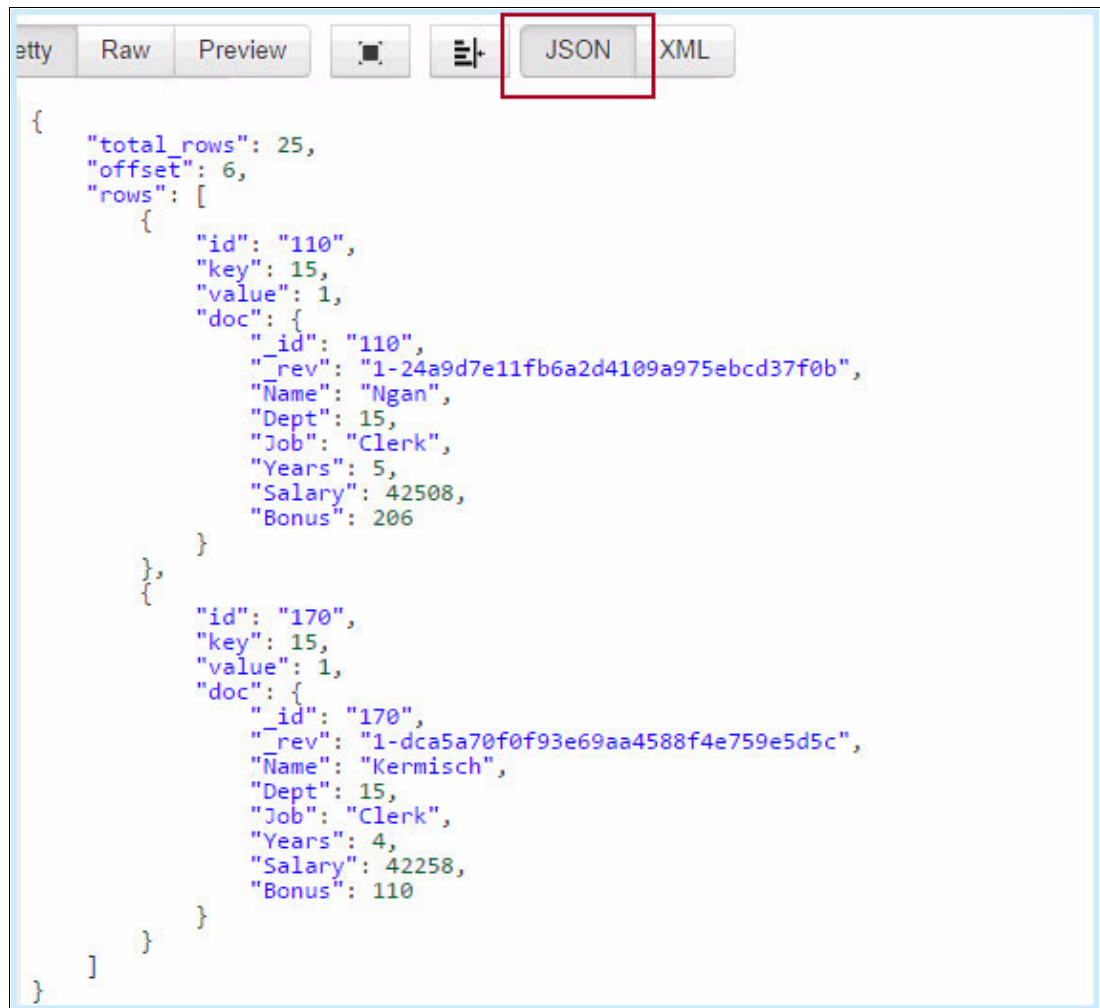 etty Raw Preview JSON XML
{
"total_rows": 25,
"offset": 6,
"rows": [
{
"id": "110",
"key": 15,
"value": 1,
"doc": {
"_id": "110",
"_rev": "1-24a9d7e11fb6a2d4109a975ebcd37f0b",
"Name": "Ngan",
"Dept": 15,
"Job": "Clerk",
"Years": 5,
"Salary": 42508,
"Bonus": 206
}
},
{
"id": "170",
"key": 15,
"value": 1,
"doc": {
"_id": "170",
"_rev": "1-dca5a70f0f93e69aa4588f4e759e5d5c",
"Name": "Kermisch",
"Dept": 15,
"Job": "Clerk",
"Years": 4,
"Salary": 42258,
"Bonus": 110
}
}
]
}